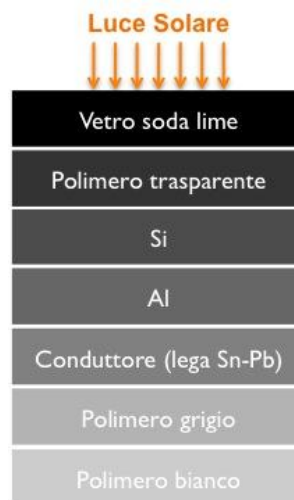 Luce Solare
Vetro soda lime
Polimero trasparente
Si
Al
Conduttore (lega Sn-Pb)
Polimero grigio
Polimero bianco